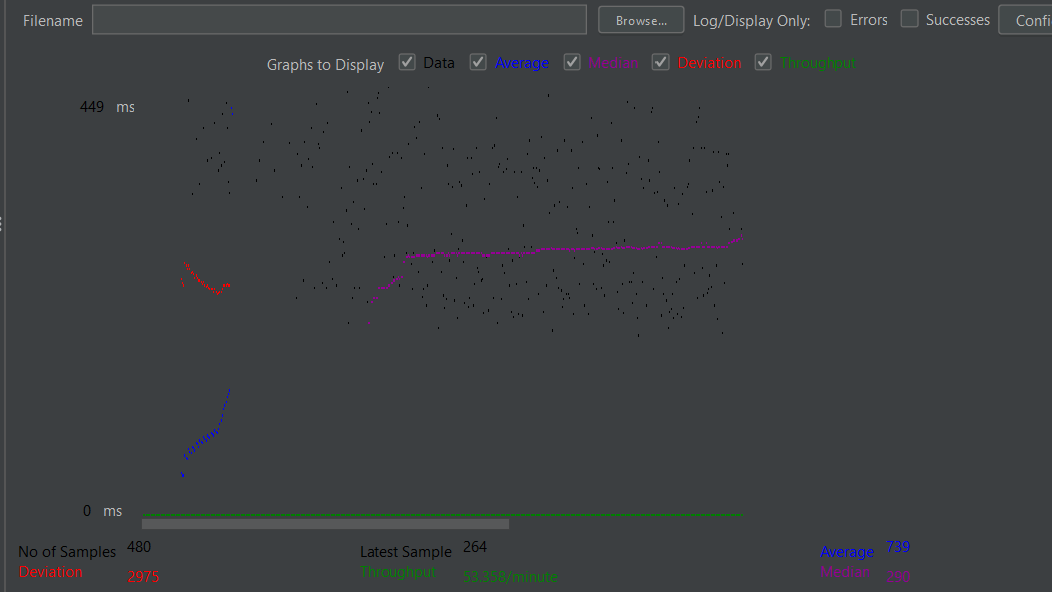 Filename Browse... Log/Display Only: Errors Successes Confi
Graphs to Display Data Average Median Deviation Throughput
449 ms
0 ms
No of Samples 480 Latest Sample 264 Average 739
Deviation 2975 Throughput 53.358/minute Median